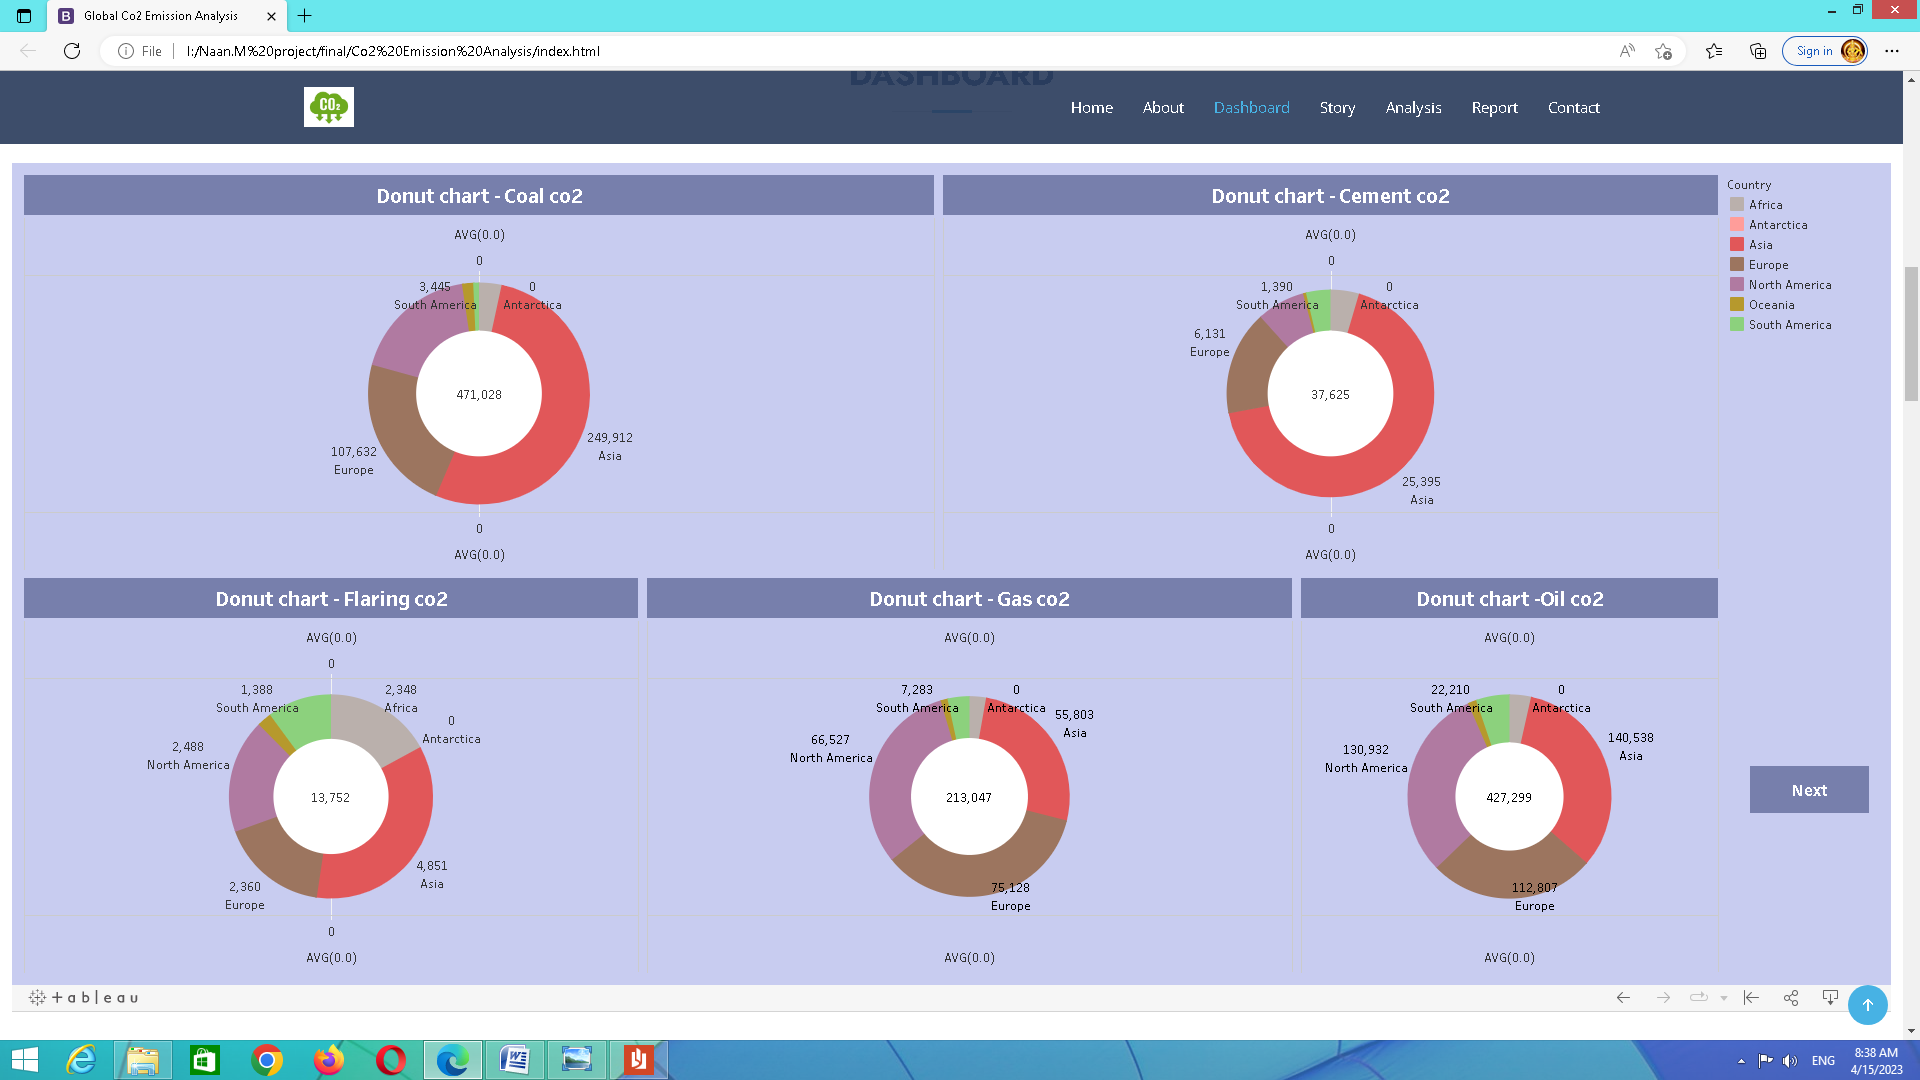 Global Co2 Emission Analysis
File
I:/Naan.M%20project/final/Co2%20Emission%20Analysis/index.html
Sign in
DASHBOARD
CO2
Home
About
Dashboard
Story
Analysis
Report
Contact
Donut chart - Coal co2
AVG(0.0)
0
3,445
South America
0
Antarctica
471,028
249,912
Asia
107,632
Europe
0
AVG(0.0)
Donut chart - Cement co2
AVG(0.0)
0
1,390
South America
0
Antarctica
6,131
Europe
37,625
25,395
Asia
0
AVG(0.0)
Country
Africa
Antarctica
Asia
Europe
North America
Oceania
South America
Donut chart - Flaring co2
AVG(0.0)
0
1,388
South America
2,348
Africa
0
Antarctica
2,488
North America
13,752
4,851
Asia
2,360
Europe
0
AVG(0.0)
Donut chart - Gas co2
AVG(0.0)
7,283
South America
0
Antarctica
55,803
Asia
66,527
North America
213,047
75,128
Europe
AVG(0.0)
Donut chart -Oil co2
AVG(0.0)
22,210
South America
0
Antarctica
140,538
Asia
130,932
North America
427,299
112,807
Europe
AVG(0.0)
Next
+ableau
ENG
8:38 AM
4/15/2023